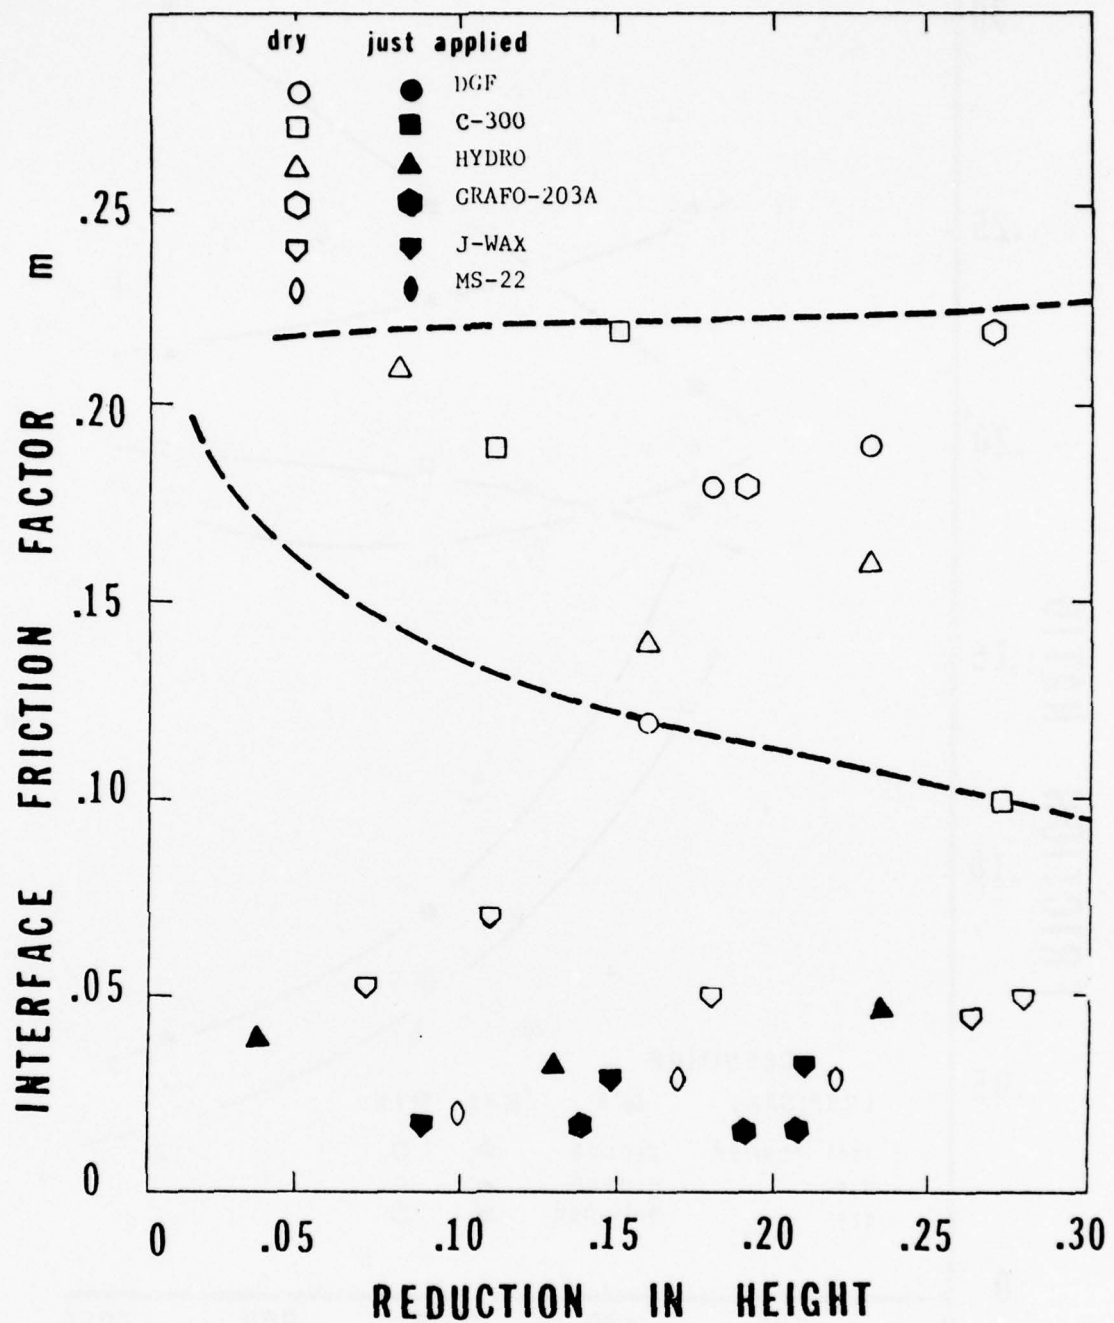 dry just applied
DGF
C-300
HYDRO
GRAFO-203A
J-WAX
MS-22
INTERFACE FRICTION FACTOR m
.25
.20
.15
.10
.05
0
0 .05 .10 .15 .20 .25 .30
REDUCTION IN HEIGHT